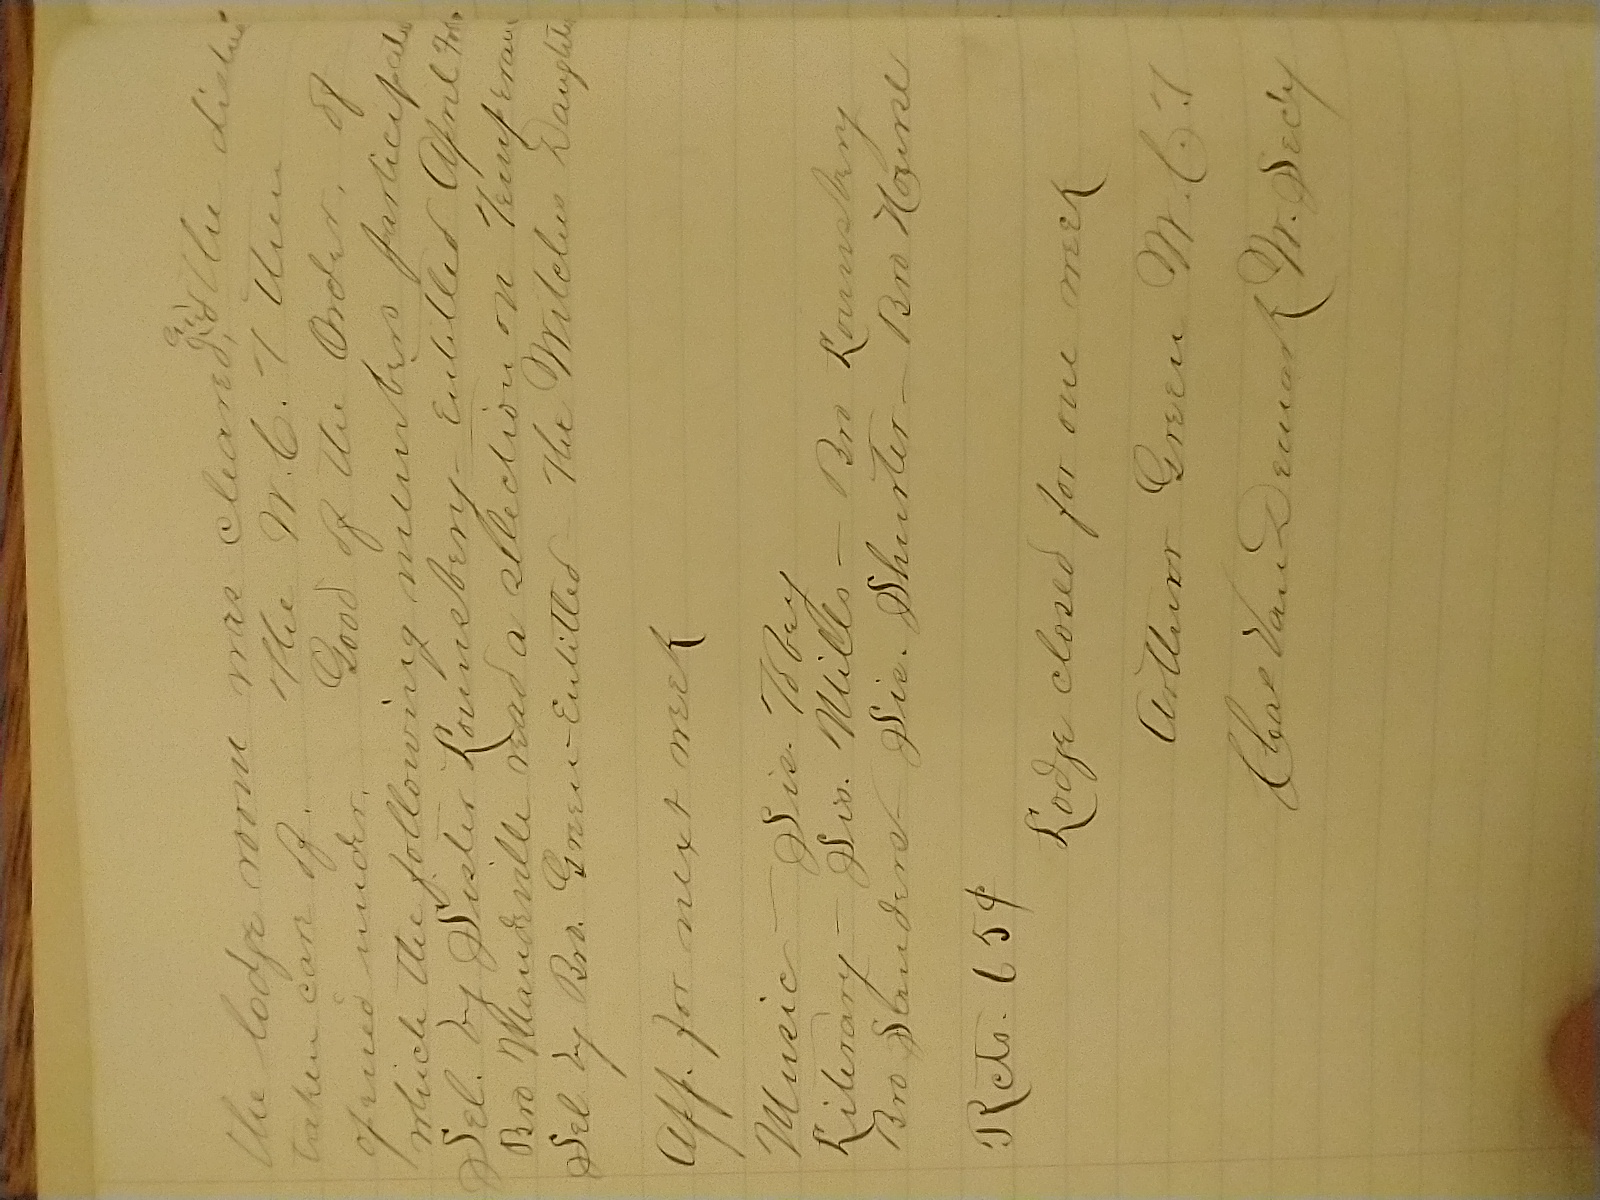 the lodge room was cleared, and the dishes
taken care of. The W.C.T then
opened under. Good of the Order, of
which the following members participated
Sel. by Sister Lounsbery - Entitled April Fools
Bro Mandeville read a selection on Temperance
Sel by Bro. Green - Entitled - The Witches Daughter
App. for next week
Music - Sis. Tobey
Literary - Sis. Mills - Bro Lounsbery
Bro Sanders - Sis. Shurter - Bro House
Rcts. 65¢
Lodge closed for one week
Arthur Green W.C.T
Chas VanDemark W. Secy